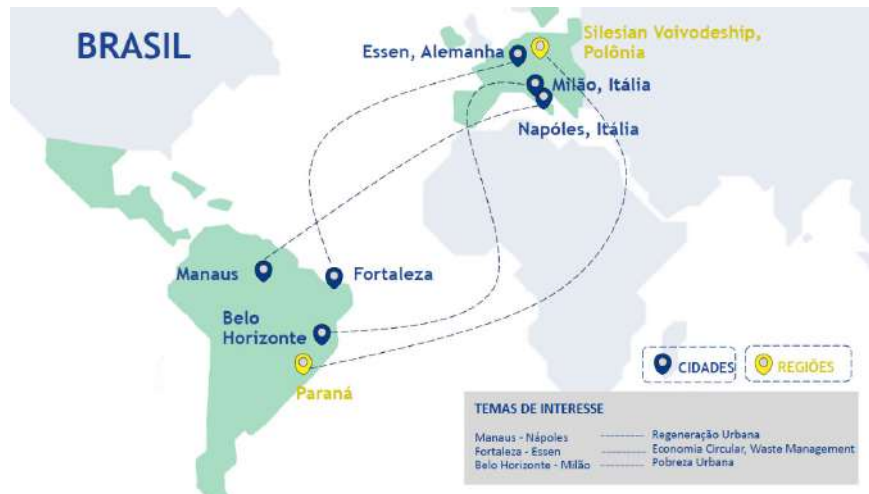 BRASIL
Silesian Voivodeship,
Polônia
Essen, Alemanha
Milão, Itália
Napóles, Itália
Manaus
Fortaleza
Belo
Horizonte
Paraná
CIDADES
REGIÕES
TEMAS DE INTERESSE
Manaus - Nápoles Regeneração Urbana
Fortaleza - Essen Economia Circular, Waste Management
Belo Horizonte - Milão Pobreza Urbana